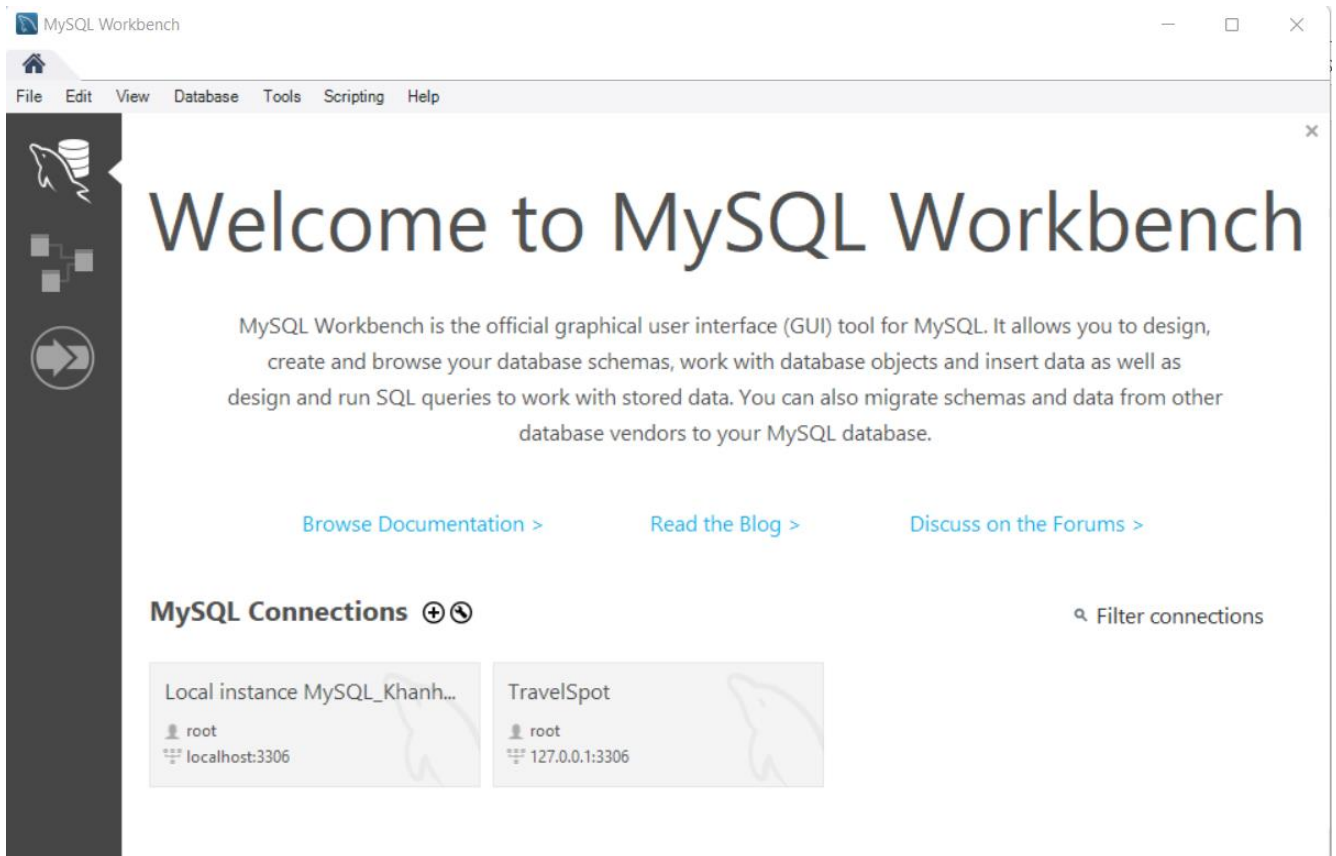 MySQL Workbench
File Edit View Database Tools Scripting Help
Welcome to MySQL Workbench
MySQL Workbench is the official graphical user interface (GUI) tool for MySQL. It allows you to design,
create and browse your database schemas, work with database objects and insert data as well as
design and run SQL queries to work with stored data. You can also migrate schemas and data from other
database vendors to your MySQL database.
Browse Documentation > Read the Blog > Discuss on the Forums >
MySQL Connections Filter connections
Local instance MySQL_Khanh... TravelSpot
root root
localhost:3306 127.0.0.1:3306